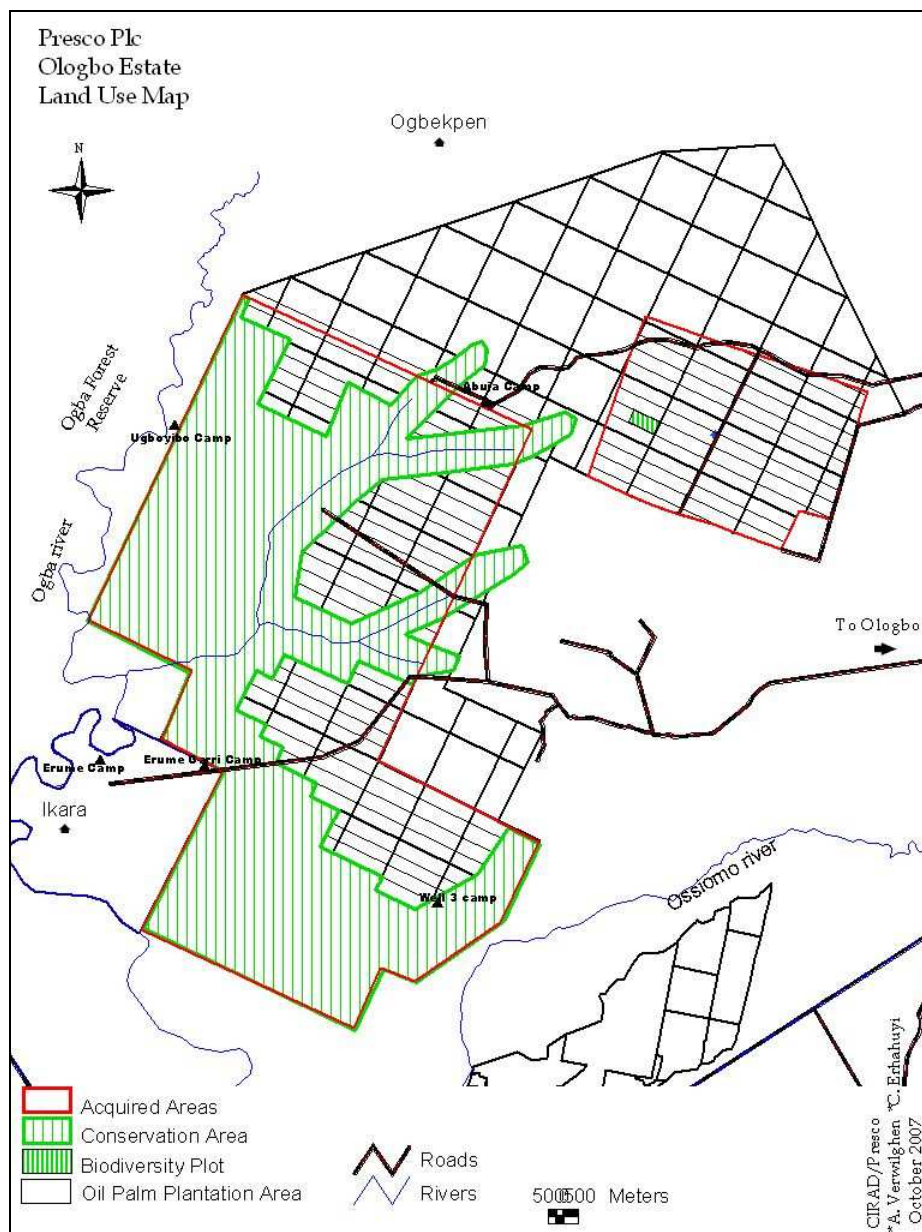 Presco Plc
Ologbo Estate
Land Use Map
N
Ogbekpen
Ogba Forest
Reserve
Abuja Camp
Ugboyibo Camp
Ogba river
To Ologbo
Erume Camp
Erume Garri Camp
Ikara
Well 3 camp
Ossiomo river
Acquired Areas
Conservation Area
Biodiversity Plot
Oil Palm Plantation Area
Roads
Rivers
Meters
CIRAD/Presco
*A. Verwilghen *C. Erhahuyi
October 2007